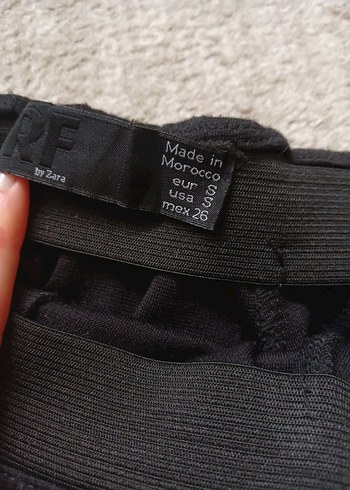 RF
by Zara
Made in
Morocco
eur S
usa S
mex 26